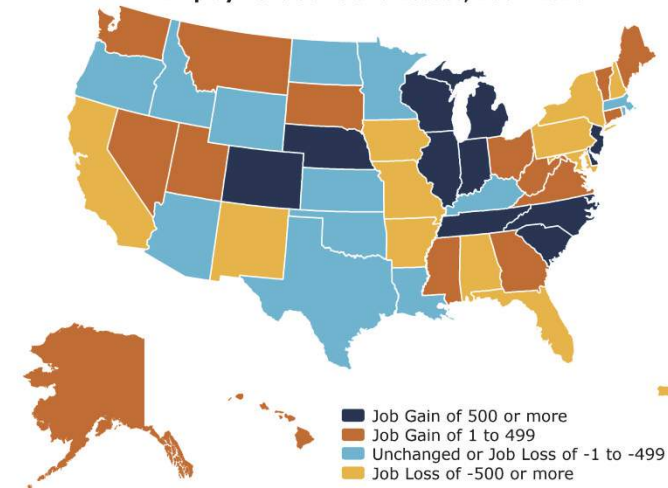 Job Gain of 500 or more
Job Gain of 1 to 499
Unchanged or Job Loss of -1 to -499
Job Loss of -500 or more